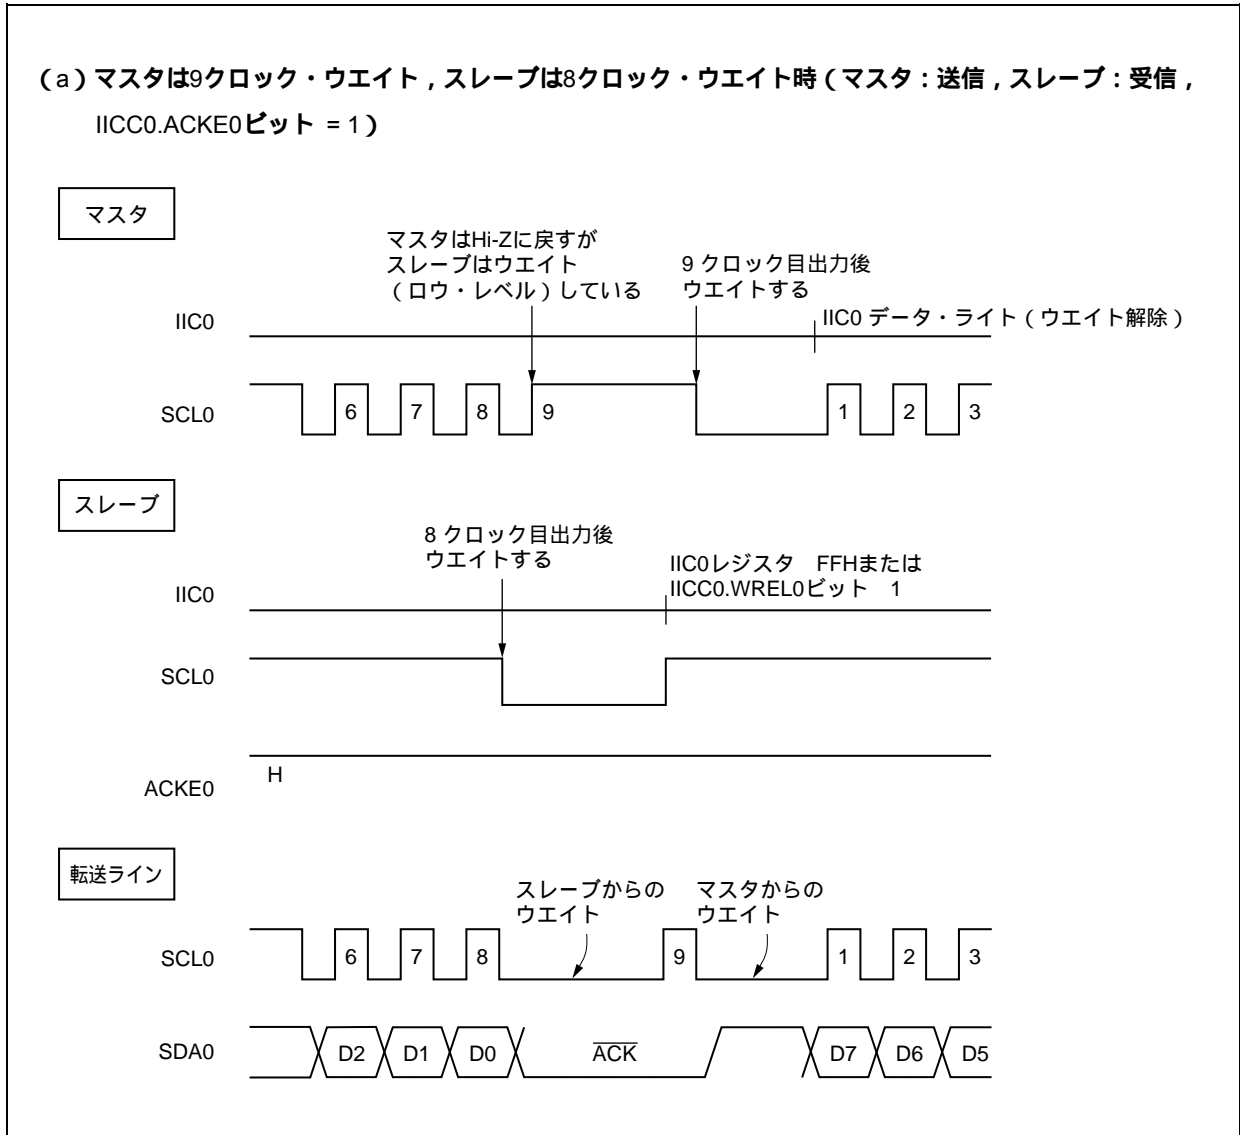 (a)マスタは9クロック・ウエイト,スレーブは8クロック・ウエイト時(マスタ:送信,スレーブ:受信,
IICC0.ACKE0ビット = 1)
マスタ
マスタはHi-Zに戻すが
スレーブはウエイト
(ロウ・レベル)している
9 クロック目出力後
ウエイトする
IIC0
IIC0 データ・ライト(ウエイト解除)
SCL0
6 7 8 9 1 2 3
スレーブ
8 クロック目出力後
ウエイトする
IIC0レジスタ FFHまたは
IICC0.WREL0ビット 1
IIC0
SCL0
H
ACKE0
転送ライン
スレーブからの
ウエイト
マスタからの
ウエイト
SCL0
6 7 8 9 1 2 3
SDA0
D2 D1 D0 ACK D7 D6 D5